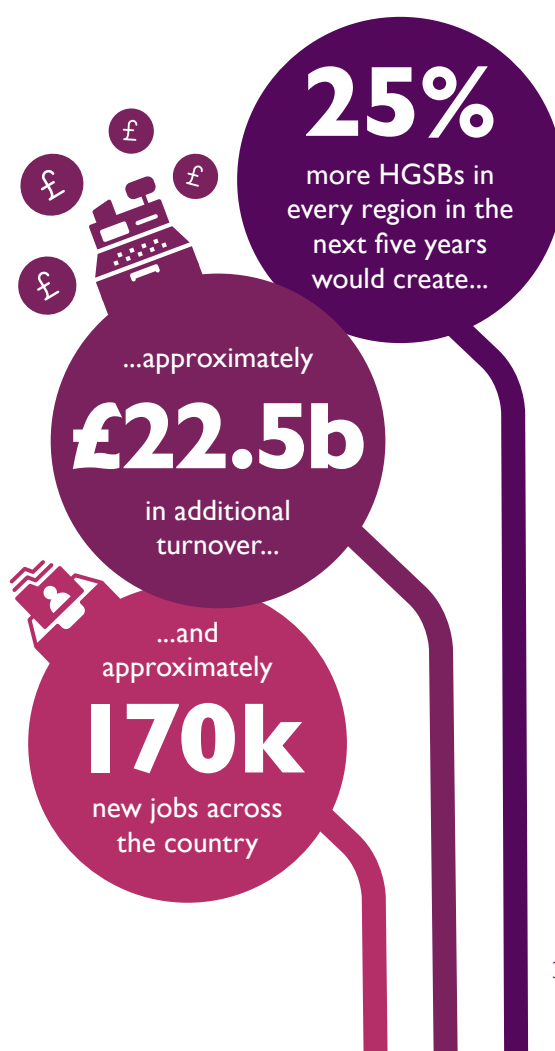 25%
more HGSBs in
every region in the
next five years
would create...
...approximately
£22.5b
in additional
turnover...
...and
approximately
170k
new jobs across
the country
£
£
£
£